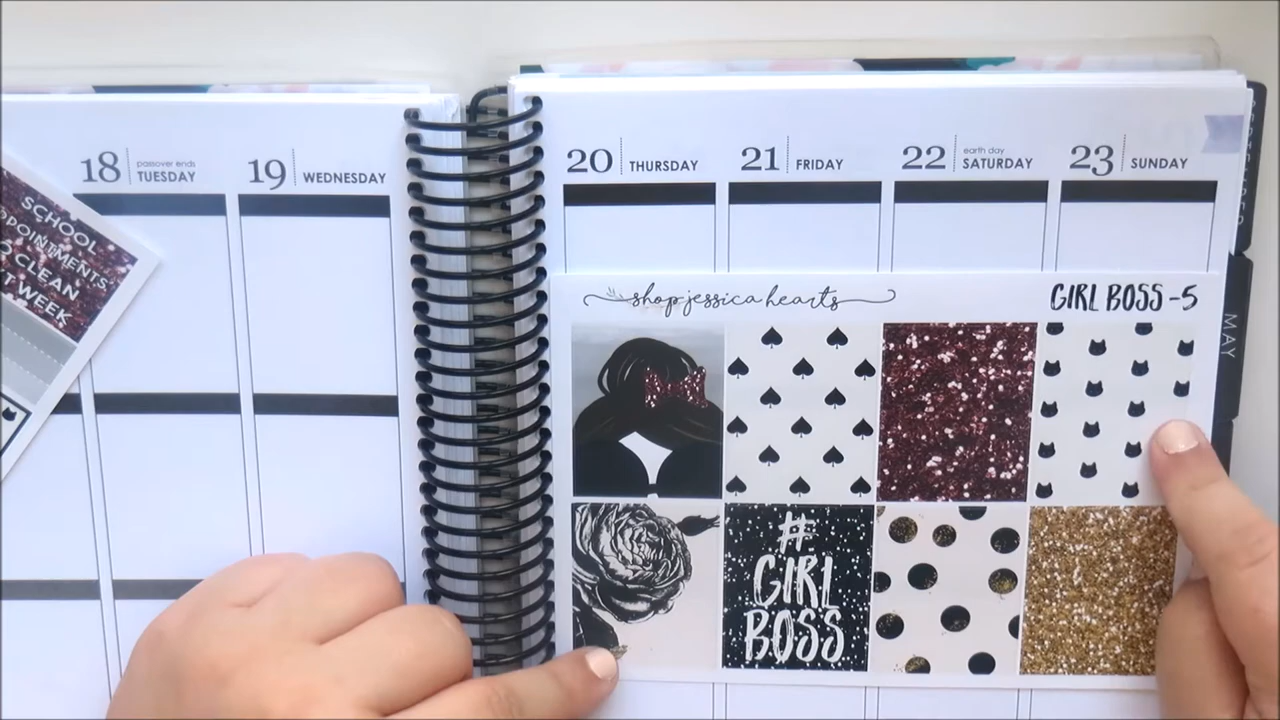 18 passover ends TUESDAY
19 WEDNESDAY
20 THURSDAY
21 FRIDAY
22 earth day SATURDAY
23 SUNDAY
SCHOOL
CLEAN
WEEK
shop jessica hearts
GIRL BOSS -5
#
GIRL
BOSS
MAY